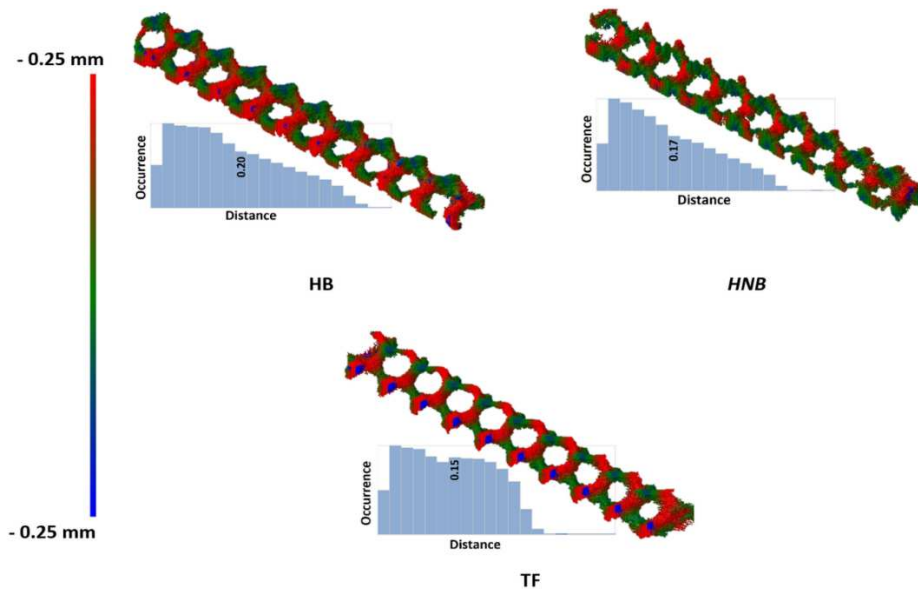 - 0.25 mm
Occurrence
0.20
Distance
HB
Occurrence
0.17
Distance
HNB
Occurrence
0.15
Distance
TF
- 0.25 mm